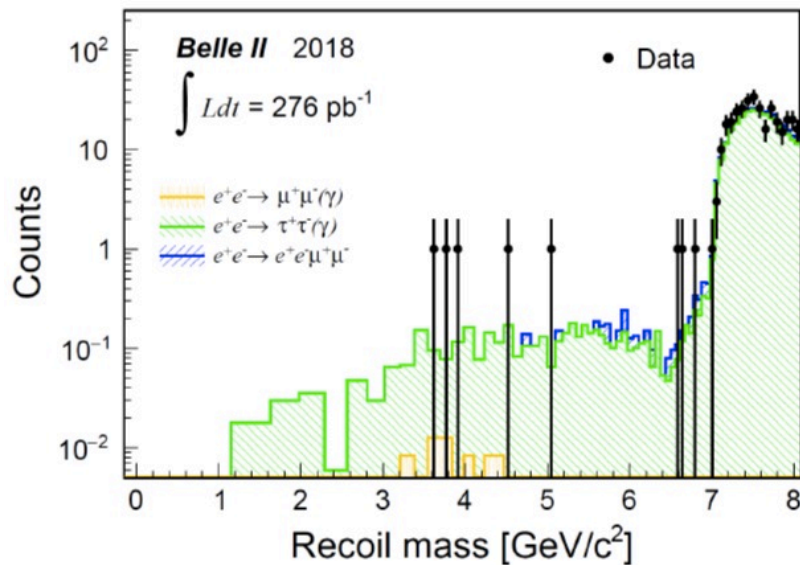 Belle II 2018
∫ Ldt = 276 pb⁻¹
Data
e⁺e⁻→ μ⁺μ⁻(γ)
e⁺e⁻→ τ⁺τ⁻(γ)
e⁺e⁻→ e⁺e⁻μ⁺μ⁻
Counts
10²
10
1
10⁻¹
10⁻²
0 1 2 3 4 5 6 7 8
Recoil mass [GeV/c²]